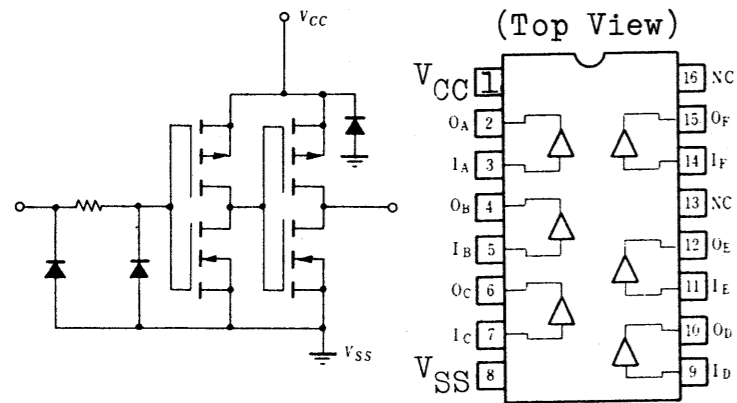 VCC
VSS
(Top View)
VCC 1
16 NC
OA 2
15 OF
IA 3
14 IF
OB 4
13 NC
IB 5
12 OE
OC 6
11 IE
IC 7
10 OD
VSS 8
9 ID